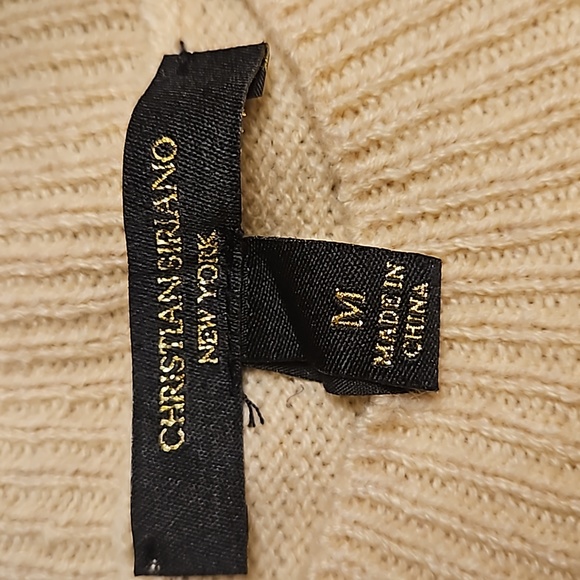 CHRISTIAN SIRIANO
NEW YORK
M
MADE IN
CHINA